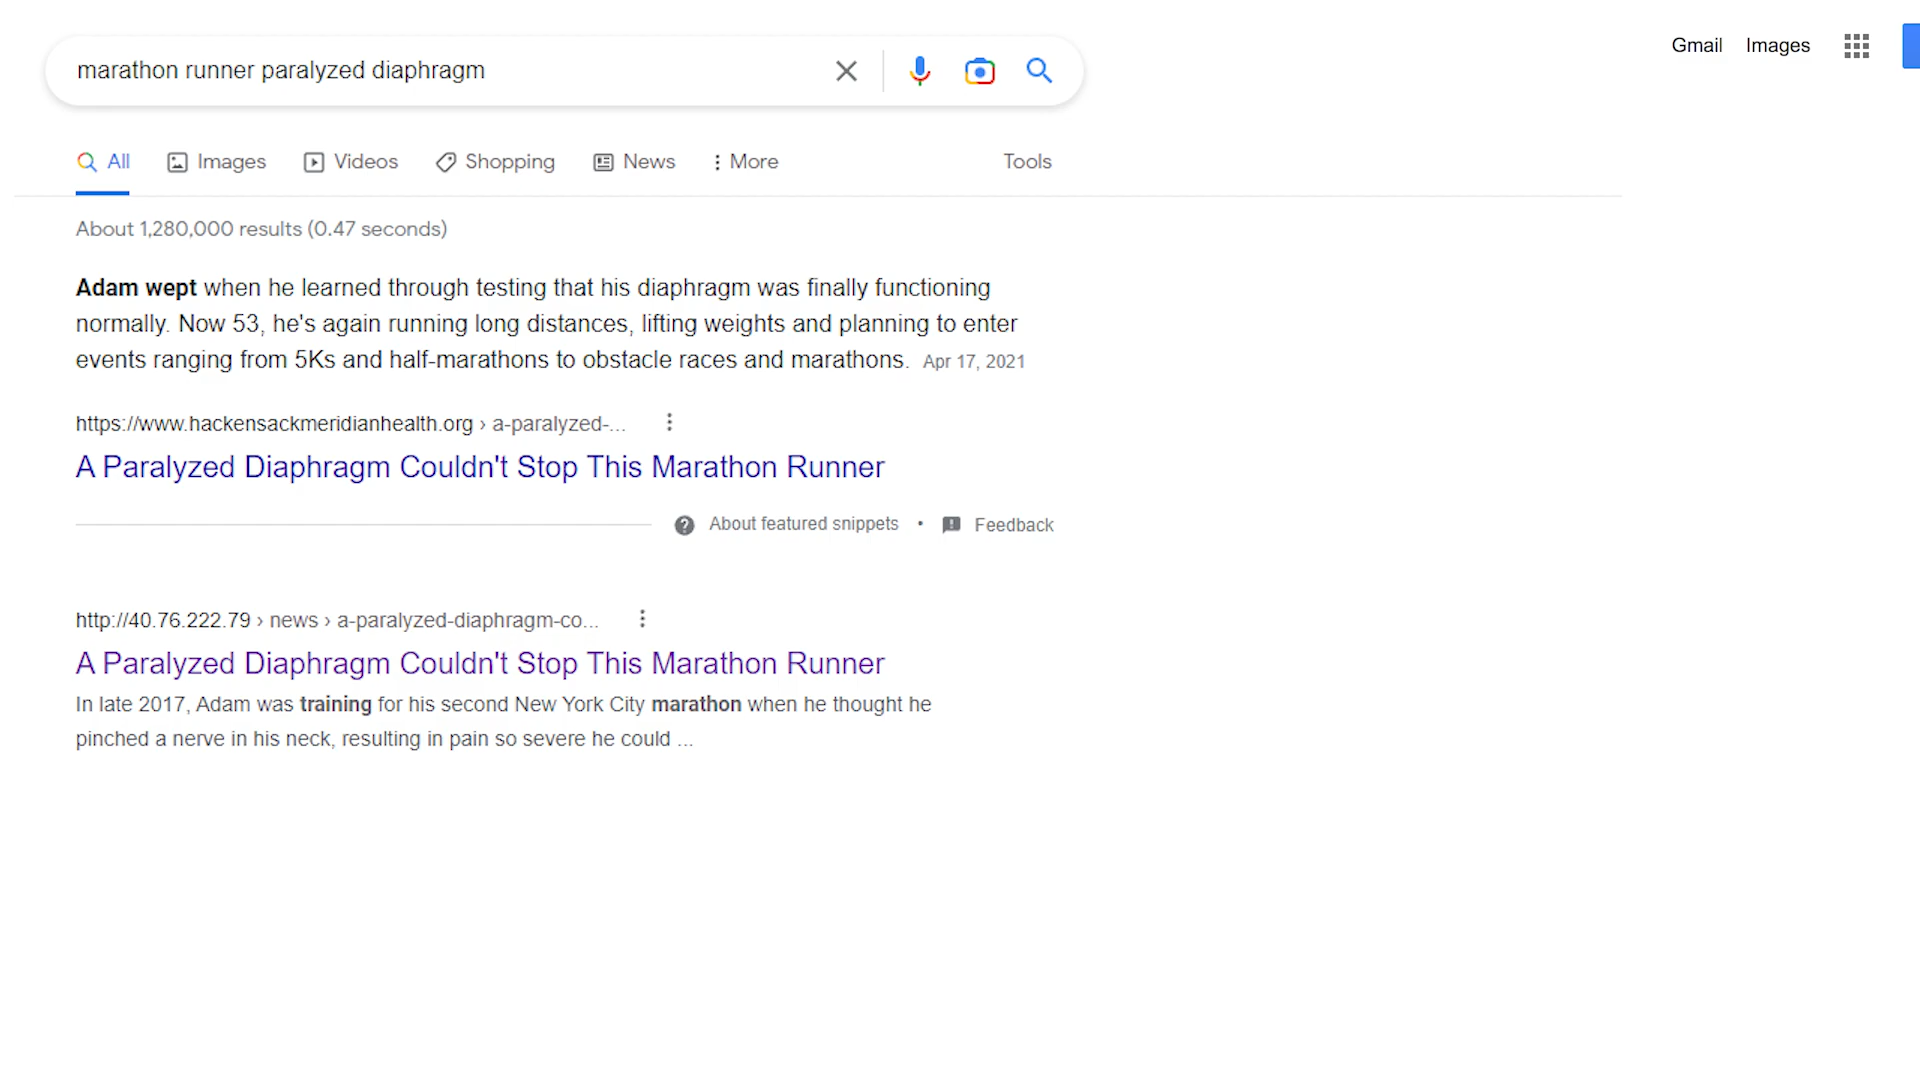 marathon runner paralyzed diaphragm
Gmail Images
All Images Videos Shopping News More Tools
About 1,280,000 results (0.47 seconds)
Adam wept when he learned through testing that his diaphragm was finally functioning
normally. Now 53, he's again running long distances, lifting weights and planning to enter
events ranging from 5Ks and half-marathons to obstacle races and marathons. Apr 17, 2021
https://www.hackensackmeridianhealth.org › a-paralyzed-...
A Paralyzed Diaphragm Couldn't Stop This Marathon Runner
About featured snippets • Feedback
http://40.76.222.79 › news › a-paralyzed-diaphragm-co...
A Paralyzed Diaphragm Couldn't Stop This Marathon Runner
In late 2017, Adam was training for his second New York City marathon when he thought he
pinched a nerve in his neck, resulting in pain so severe he could ...